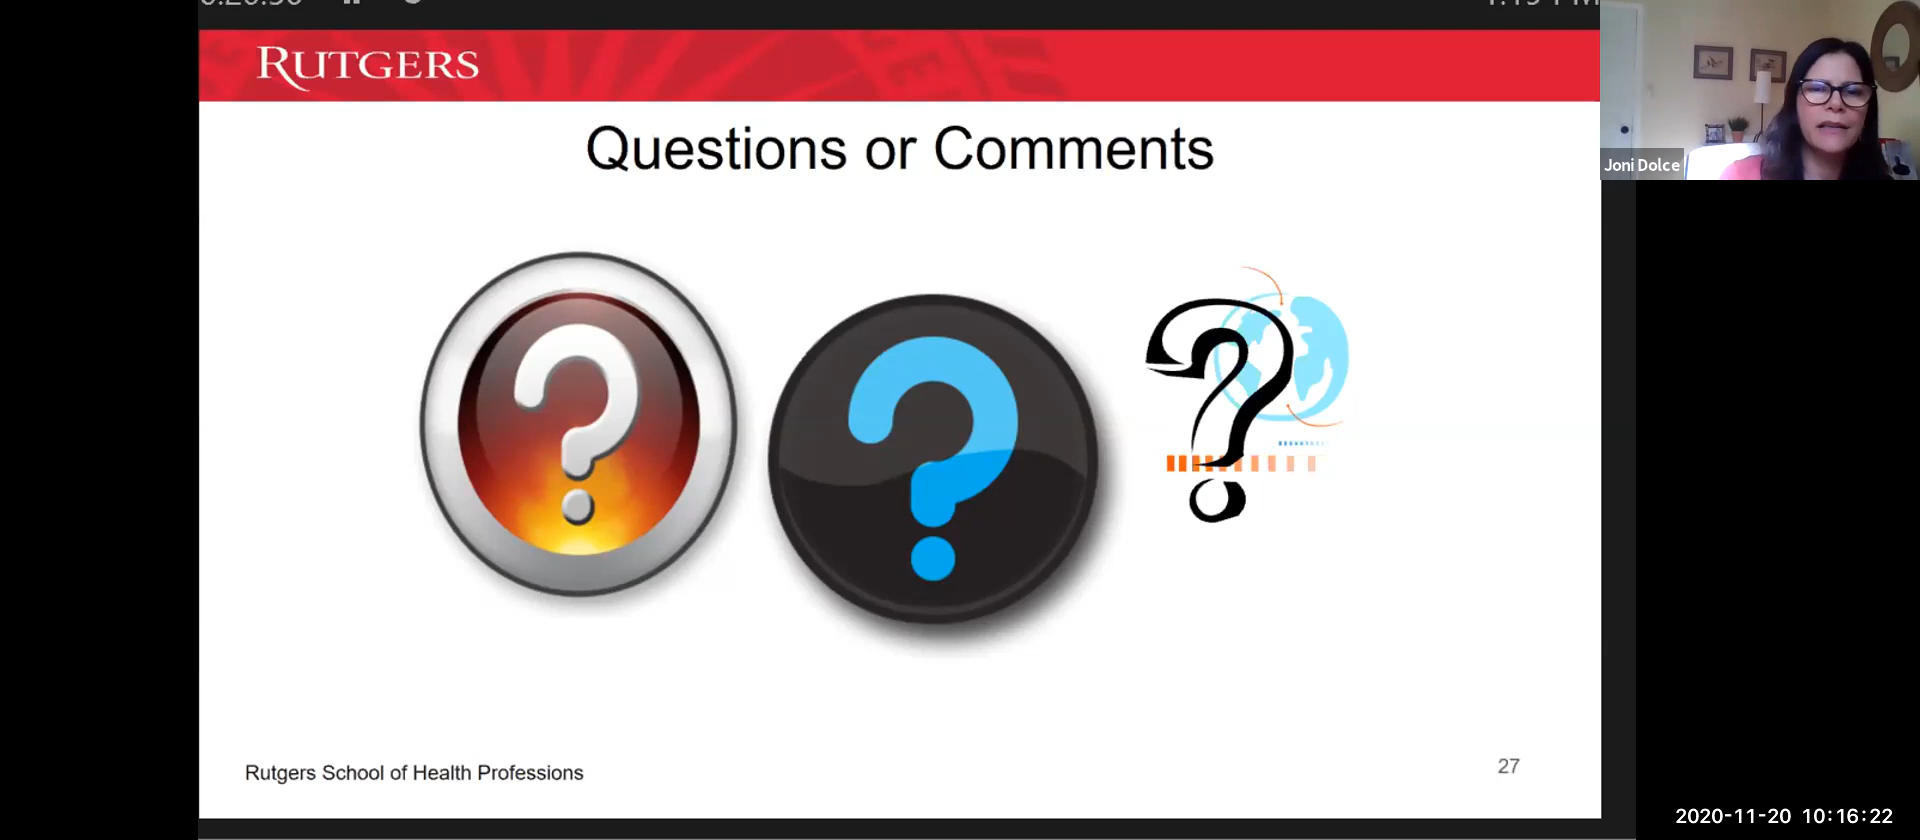 RUTGERS
Questions or Comments
Joni Dolce
Rutgers School of Health Professions
27
2020-11-20 10:16:22